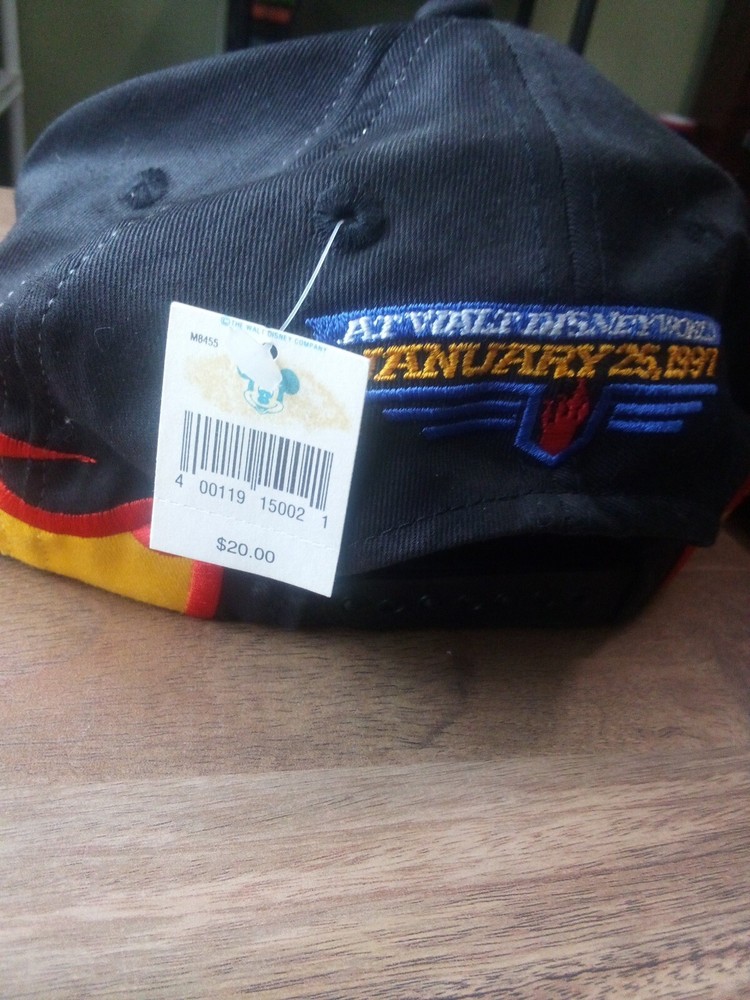 ©THE WALT DISNEY COMPANY
M8455
4 00119 15002 1
$20.00
AT WALT DISNEY WORLD
JANUARY 25, 1997